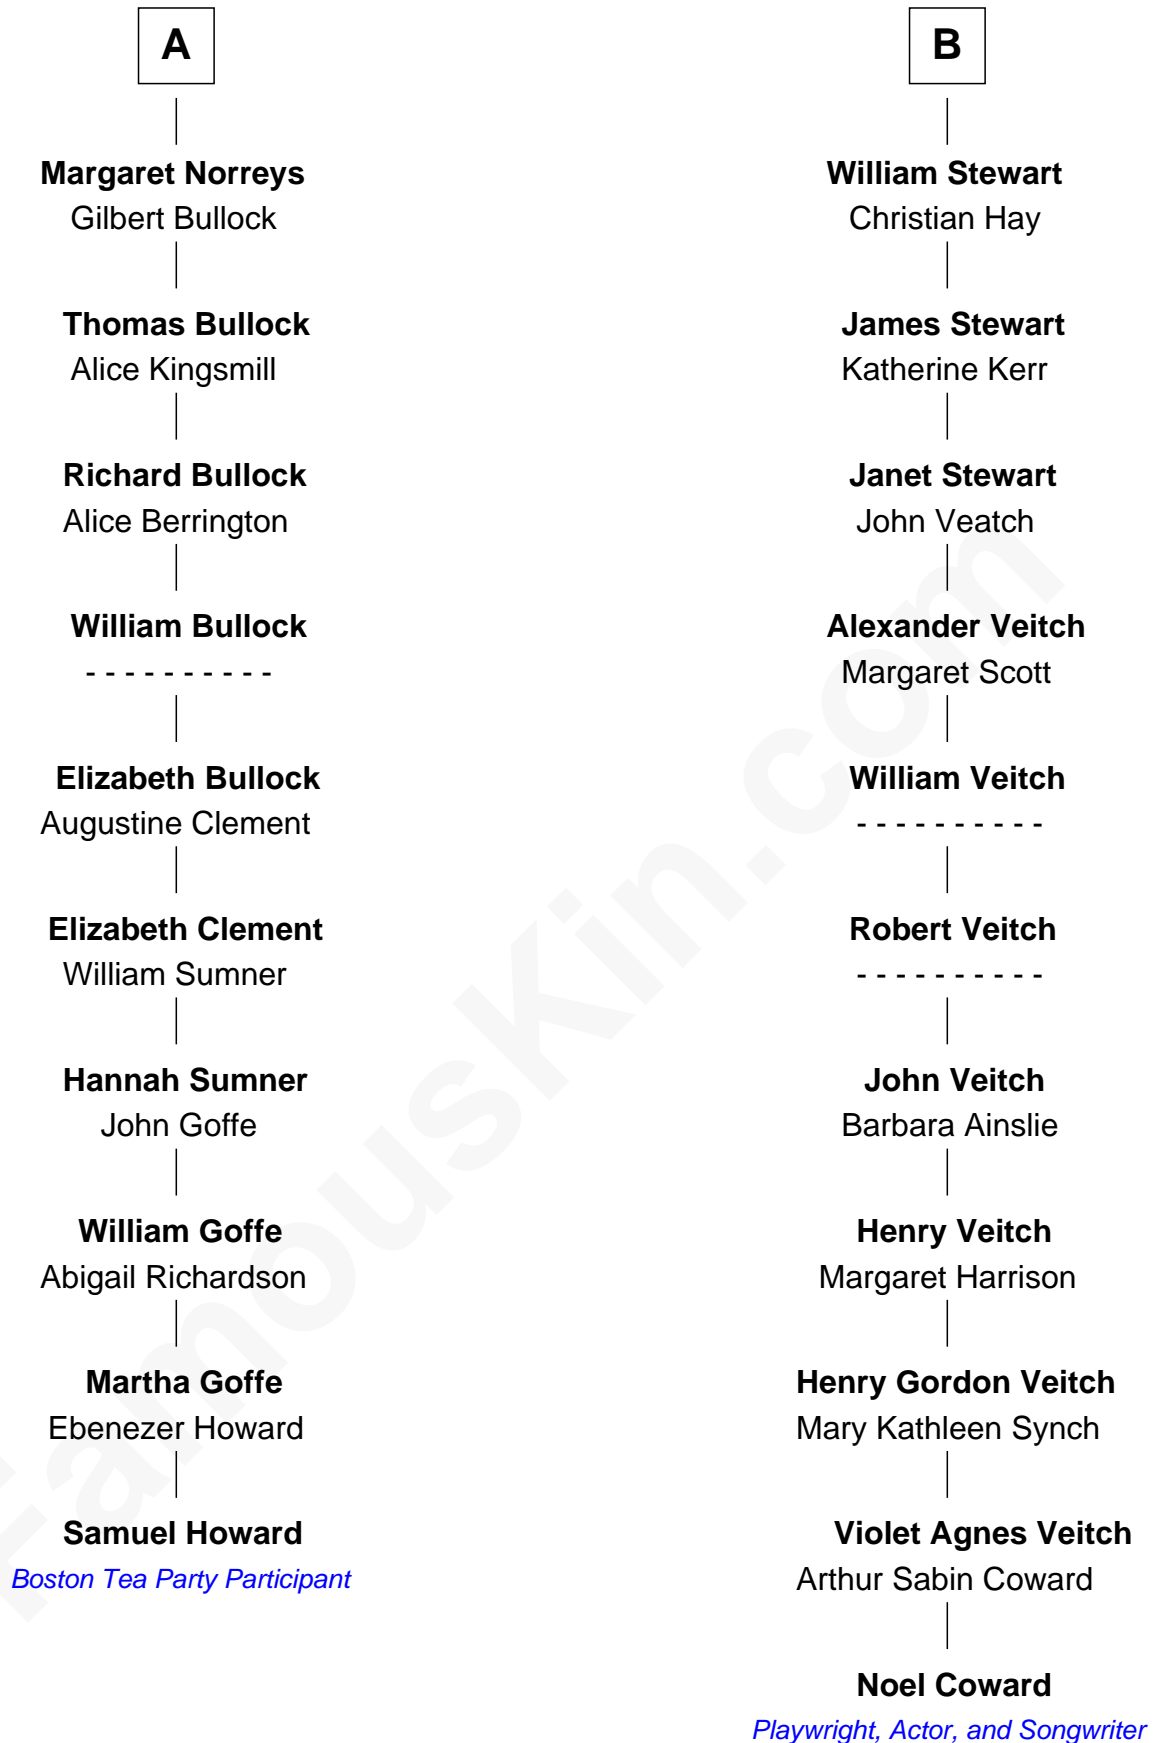 A
Margaret Norreys
Gilbert Bullock
Thomas Bullock
Alice Kingsmill
Richard Bullock
Alice Berrington
William Bullock
- - - - - - - - - -
Elizabeth Bullock
Augustine Clement
Elizabeth Clement
William Sumner
Hannah Sumner
John Goffe
William Goffe
Abigail Richardson
Martha Goffe
Ebenezer Howard
Samuel Howard
Boston Tea Party Participant
B
William Stewart
Christian Hay
James Stewart
Katherine Kerr
Janet Stewart
John Veatch
Alexander Veitch
Margaret Scott
William Veitch
- - - - - - - - - -
Robert Veitch
- - - - - - - - - -
John Veitch
Barbara Ainslie
Henry Veitch
Margaret Harrison
Henry Gordon Veitch
Mary Kathleen Synch
Violet Agnes Veitch
Arthur Sabin Coward
Noel Coward
Playwright, Actor, and Songwriter
FamousKin.com